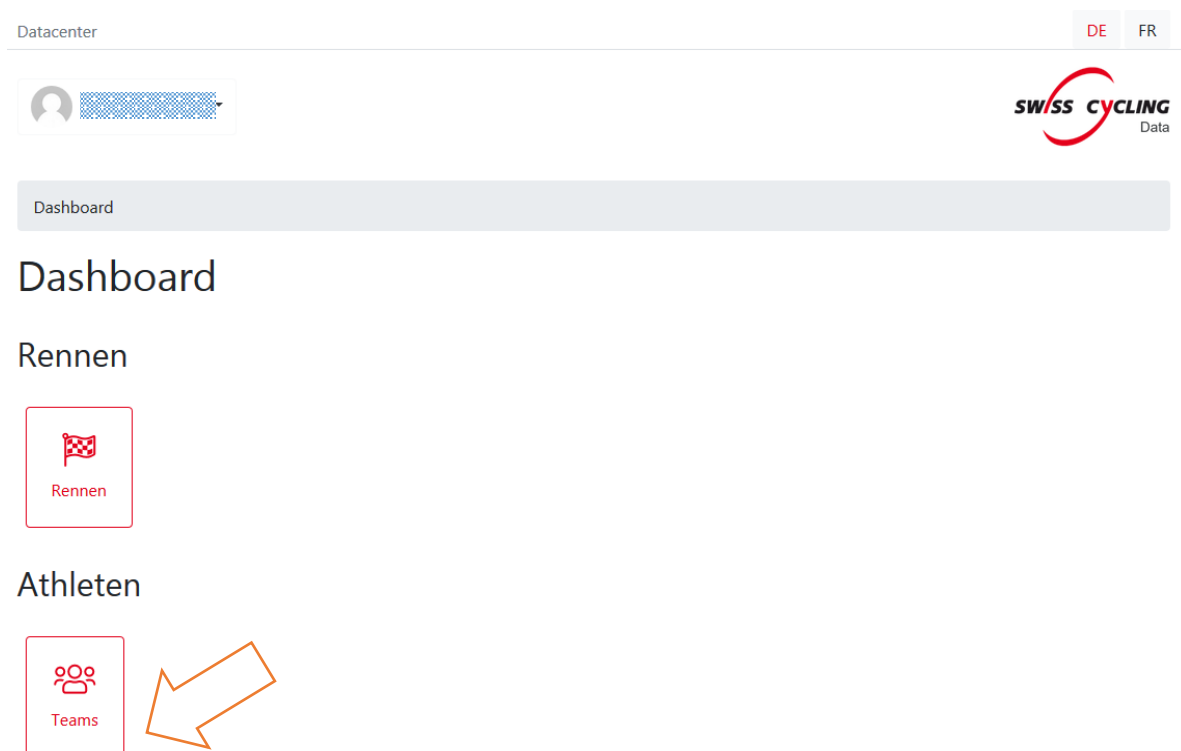 Datacenter
DE FR
SWISS CYCLING
Data
Dashboard
Dashboard
Rennen
Rennen
Athleten
Teams